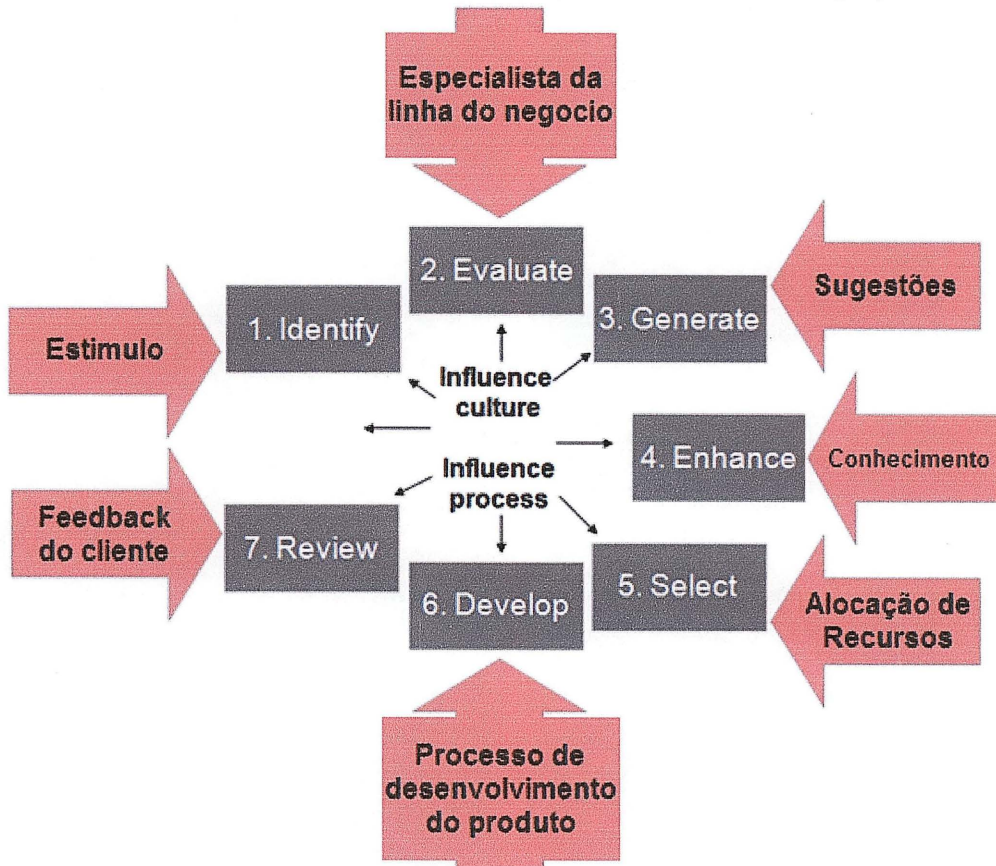 Especialista da
linha do negocio
2. Evaluate
Sugestões
3. Generate
1. Identify
Estimulo
Influence
culture
4. Enhance
Conhecimento
Influence
process
Feedback
do cliente
7. Review
5. Select
6. Develop
Alocação de
Recursos
Processo de
desenvolvimento
do produto